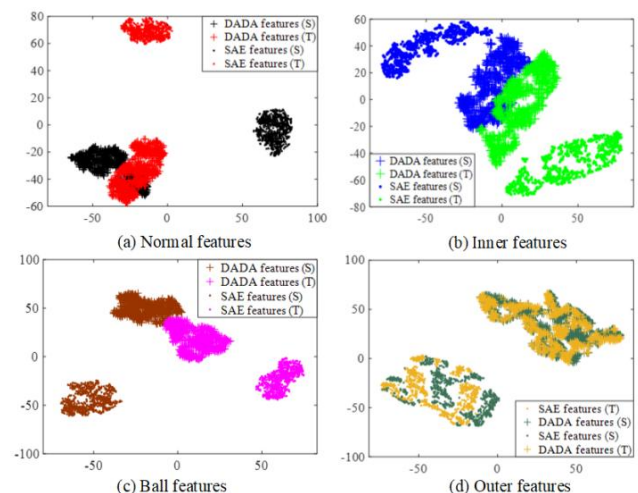 80
60
40
20
0
-20
-40
-60
-50
0
50
100
DADA features (S)
DADA features (T)
SAE features (S)
SAE features (T)
(a) Normal features
60
40
20
0
-20
-40
-60
-80
-50
0
50
DADA features (S)
DADA features (T)
SAE features (S)
SAE features (T)
(b) Inner features
100
50
0
-50
-100
-50
0
50
DADA features (S)
DADA features (T)
SAE features (S)
SAE features (T)
(c) Ball features
100
50
0
-50
-100
-50
0
50
SAE features (T)
DADA features (S)
SAE features (S)
DADA features (T)
(d) Outer features